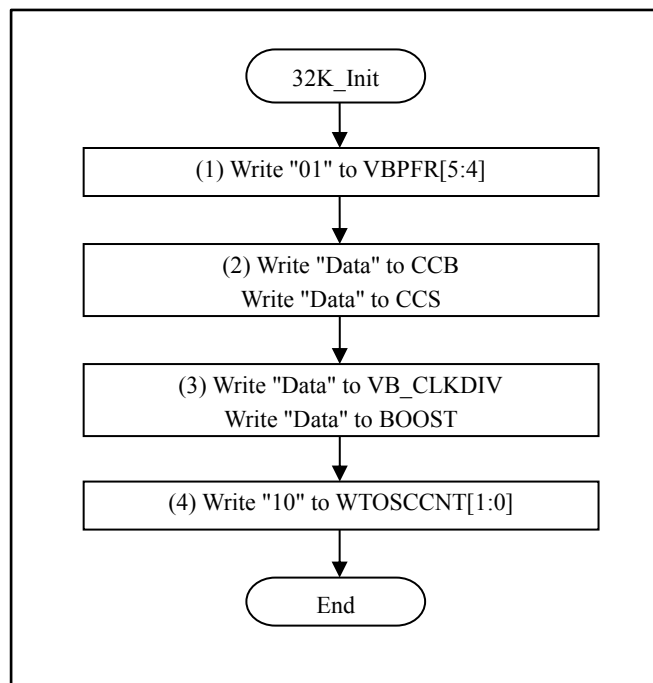 32K_Init
(1) Write "01" to VBPFR[5:4]
(2) Write "Data" to CCB
Write "Data" to CCS
(3) Write "Data" to VB_CLKDIV
Write "Data" to BOOST
(4) Write "10" to WTOSCCNT[1:0]
End